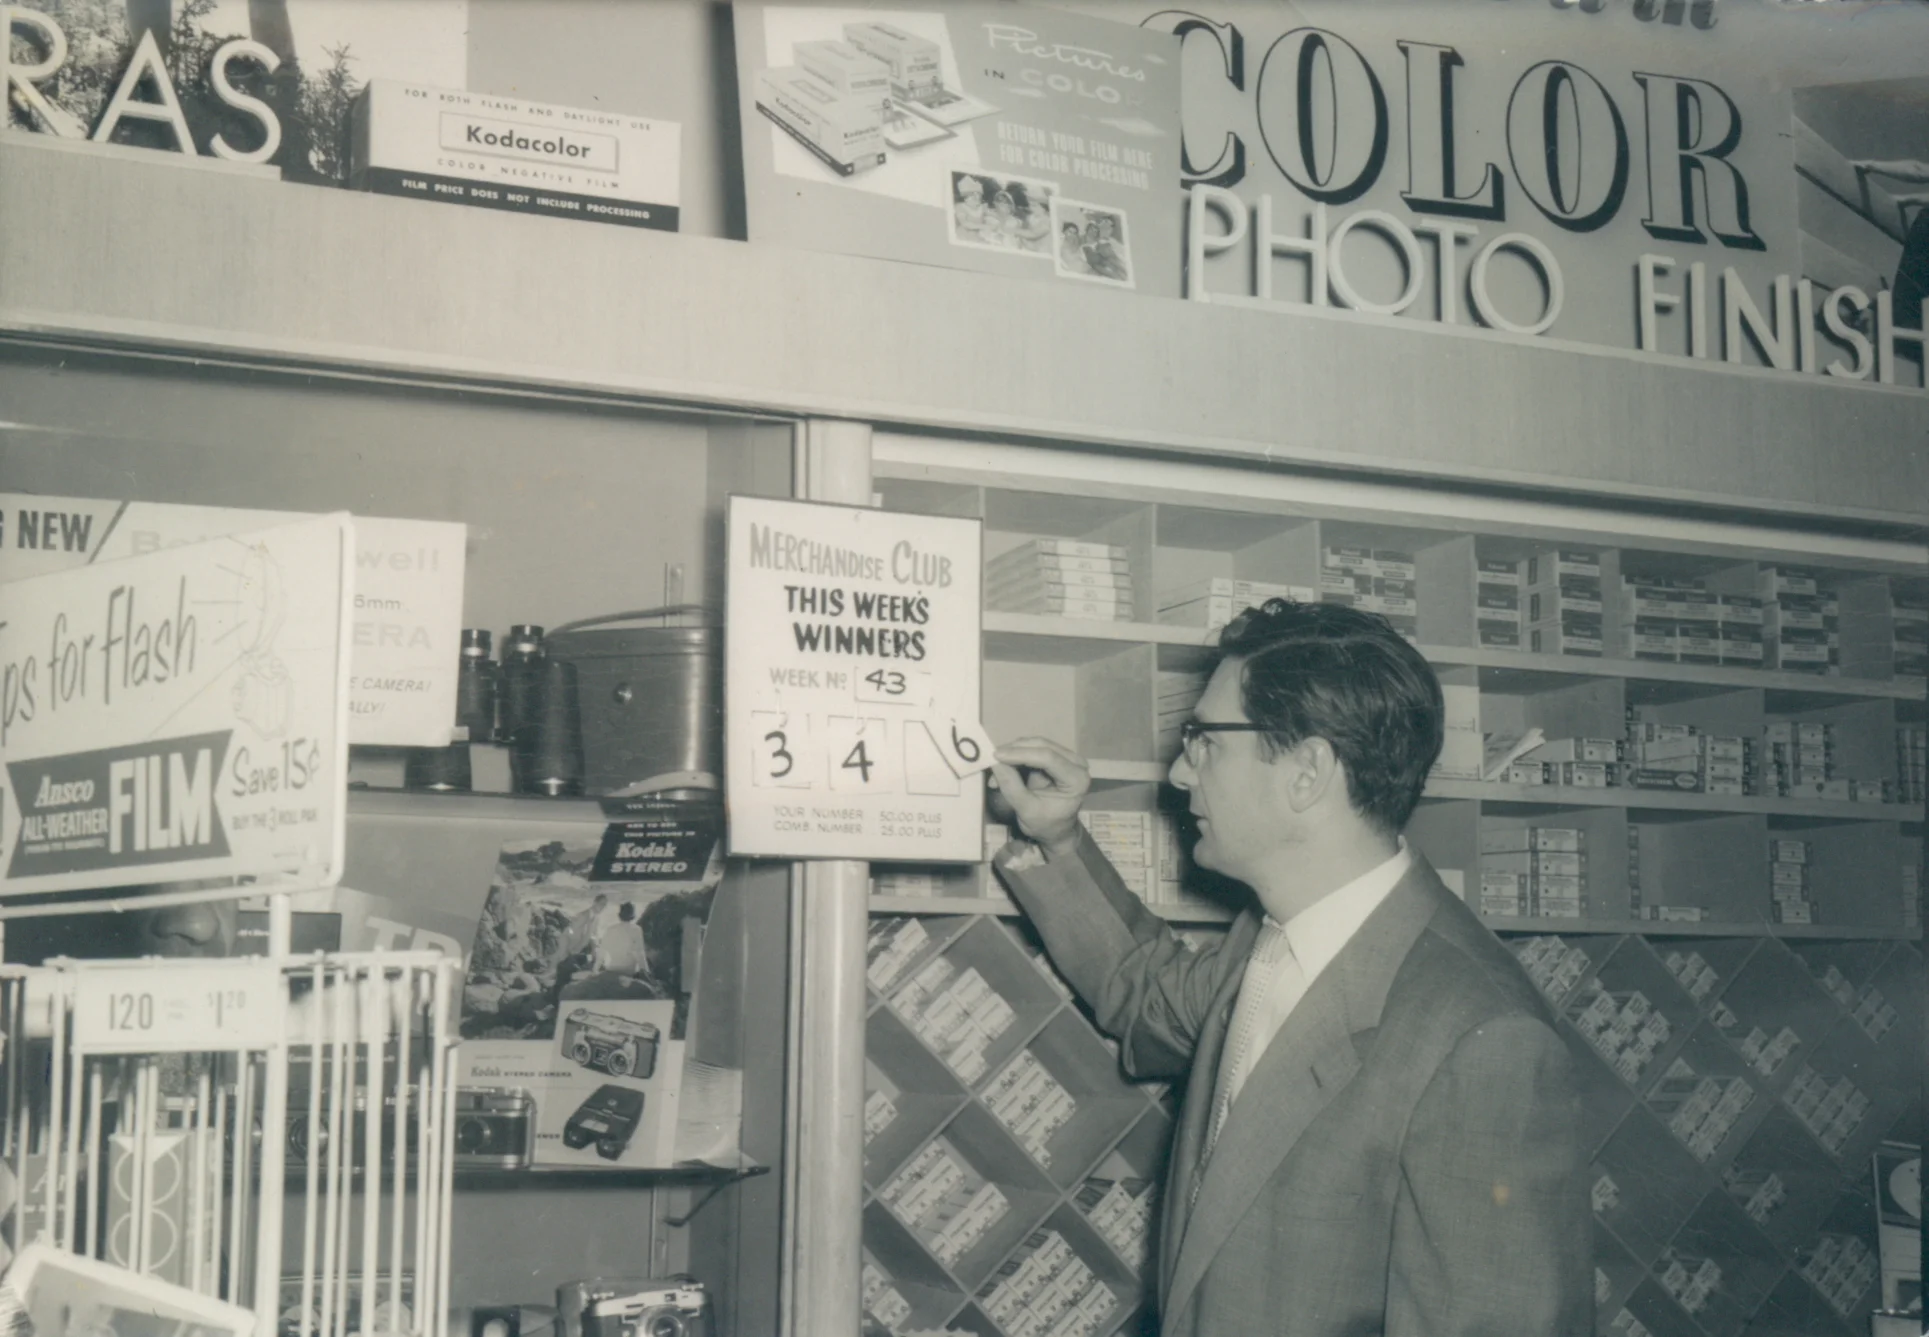 RAS
FOR BOTH FLASH AND DAYLIGHT USE
Kodacolor
COLOR NEGATIVE FILM
FILM PRICE DOES NOT INCLUDE PROCESSING
Pictures
IN COLOR
RETURN YOUR FILM HERE
FOR COLOR PROCESSING
COLOR
PHOTO FINISH
NEW
well
6mm
ERA
E CAMERA!
ALLY!
ps for Flash
Ansco
ALL-WEATHER
FILM
Save 15¢
BUY THE 3 ROLL PAK
120 $1.20
MERCHANDISE CLUB
THIS WEEK'S
WINNERS
WEEK No 43
3 4 6
YOUR NUMBER 50.00 PLUS
COMB. NUMBER 25.00 PLUS
Kodak
STEREO
Kodak STEREO CAMERA